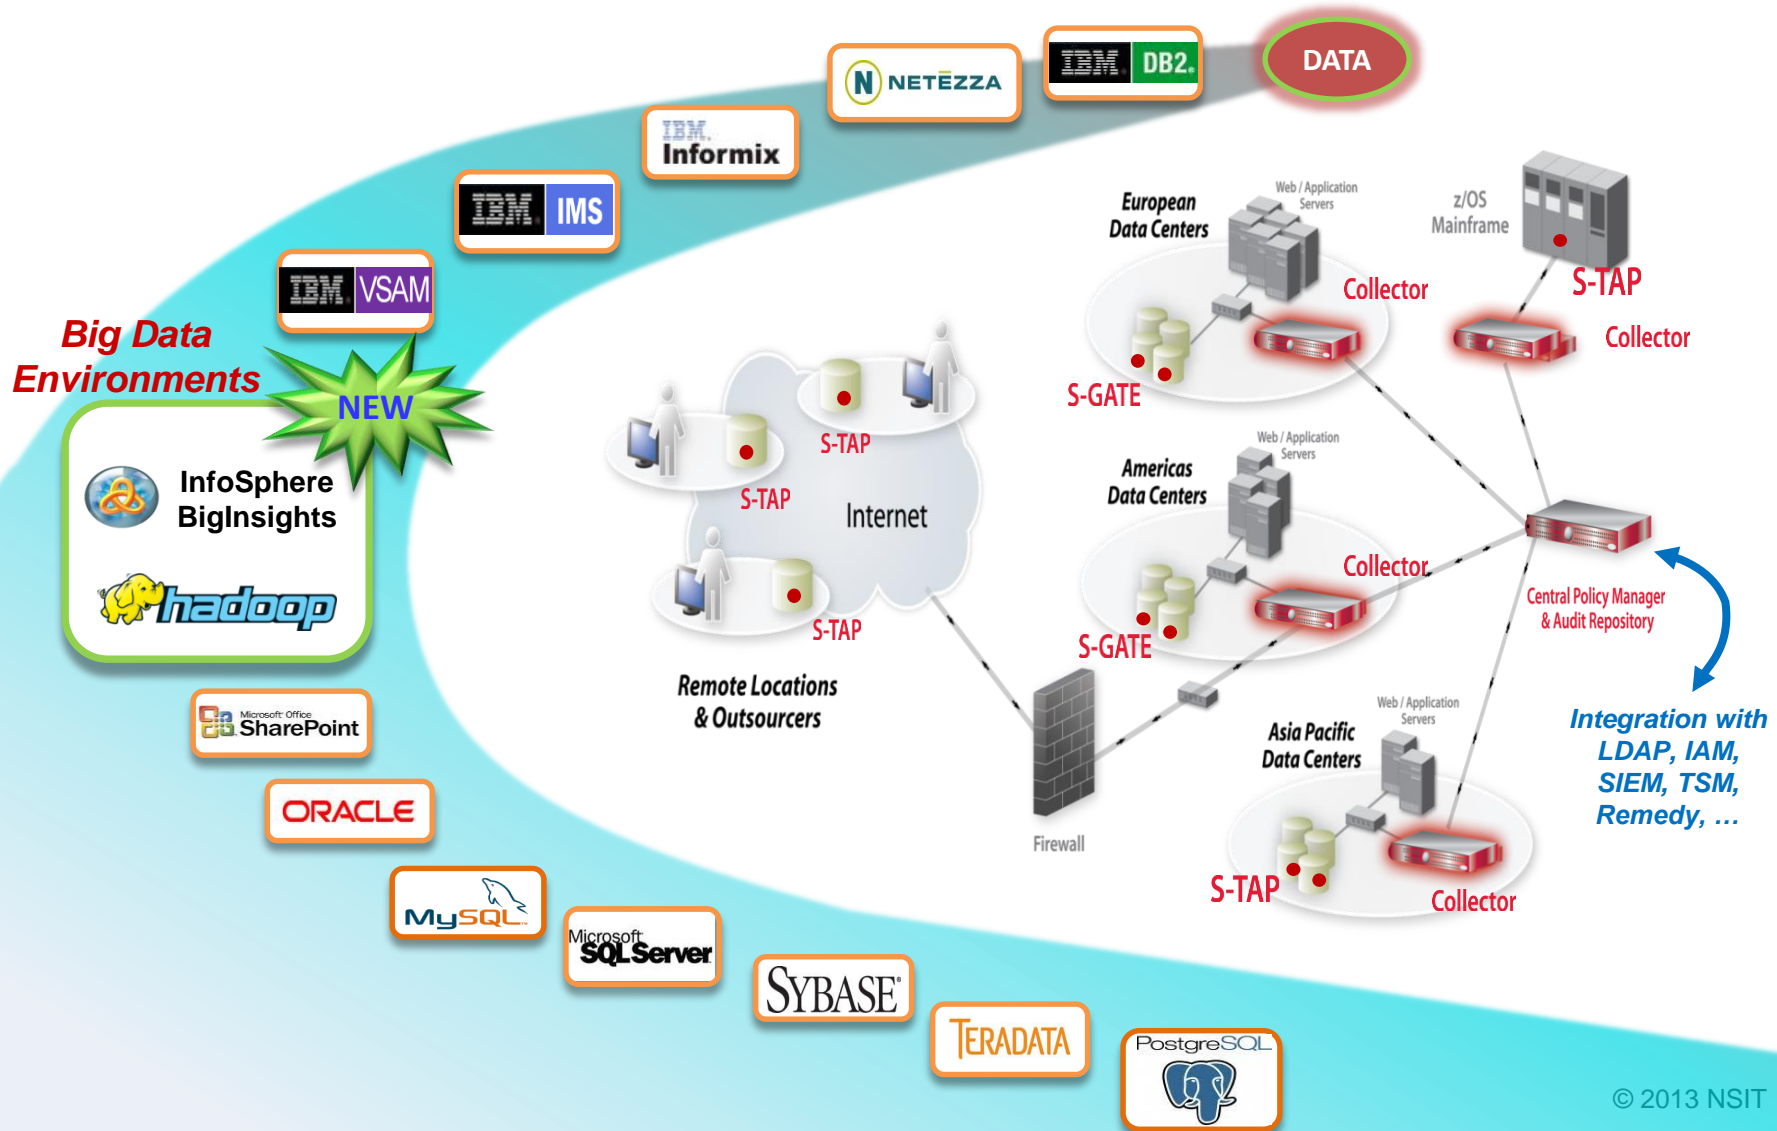 DATA
IBM DB2.
NETEZZA
IBM.
Informix
IBM IMS
IBM VSAM
Big Data
Environments
NEW
InfoSphere
BigInsights
hadoop
Microsoft Office
SharePoint
ORACLE
MySQL
Microsoft
SQL Server
SYBASE
TERADATA
PostgreSQL
S-TAP
S-TAP
S-TAP
Internet
Remote Locations
& Outsourcers
Firewall
European
Data Centers
Web / Application
Servers
Collector
S-GATE
z/OS
Mainframe
S-TAP
Collector
Americas
Data Centers
Web / Application
Servers
Collector
S-GATE
Central Policy Manager
& Audit Repository
Asia Pacific
Data Centers
Web / Application
Servers
S-TAP
Collector
Integration with
LDAP, IAM,
SIEM, TSM,
Remedy, …
© 2013 NSIT